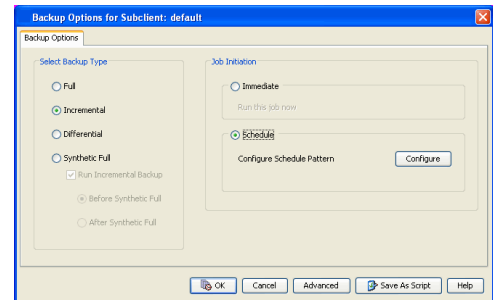 Backup Options for Subclient: default
Backup Options
Select Backup Type
Full
Incremental
Differential
Synthetic Full
Run Incremental Backup
Before Synthetic Full
After Synthetic Full
Job Initiation
Immediate
Run this job now
Schedule
Configure Schedule Pattern
Configure
OK
Cancel
Advanced
Save As Script
Help